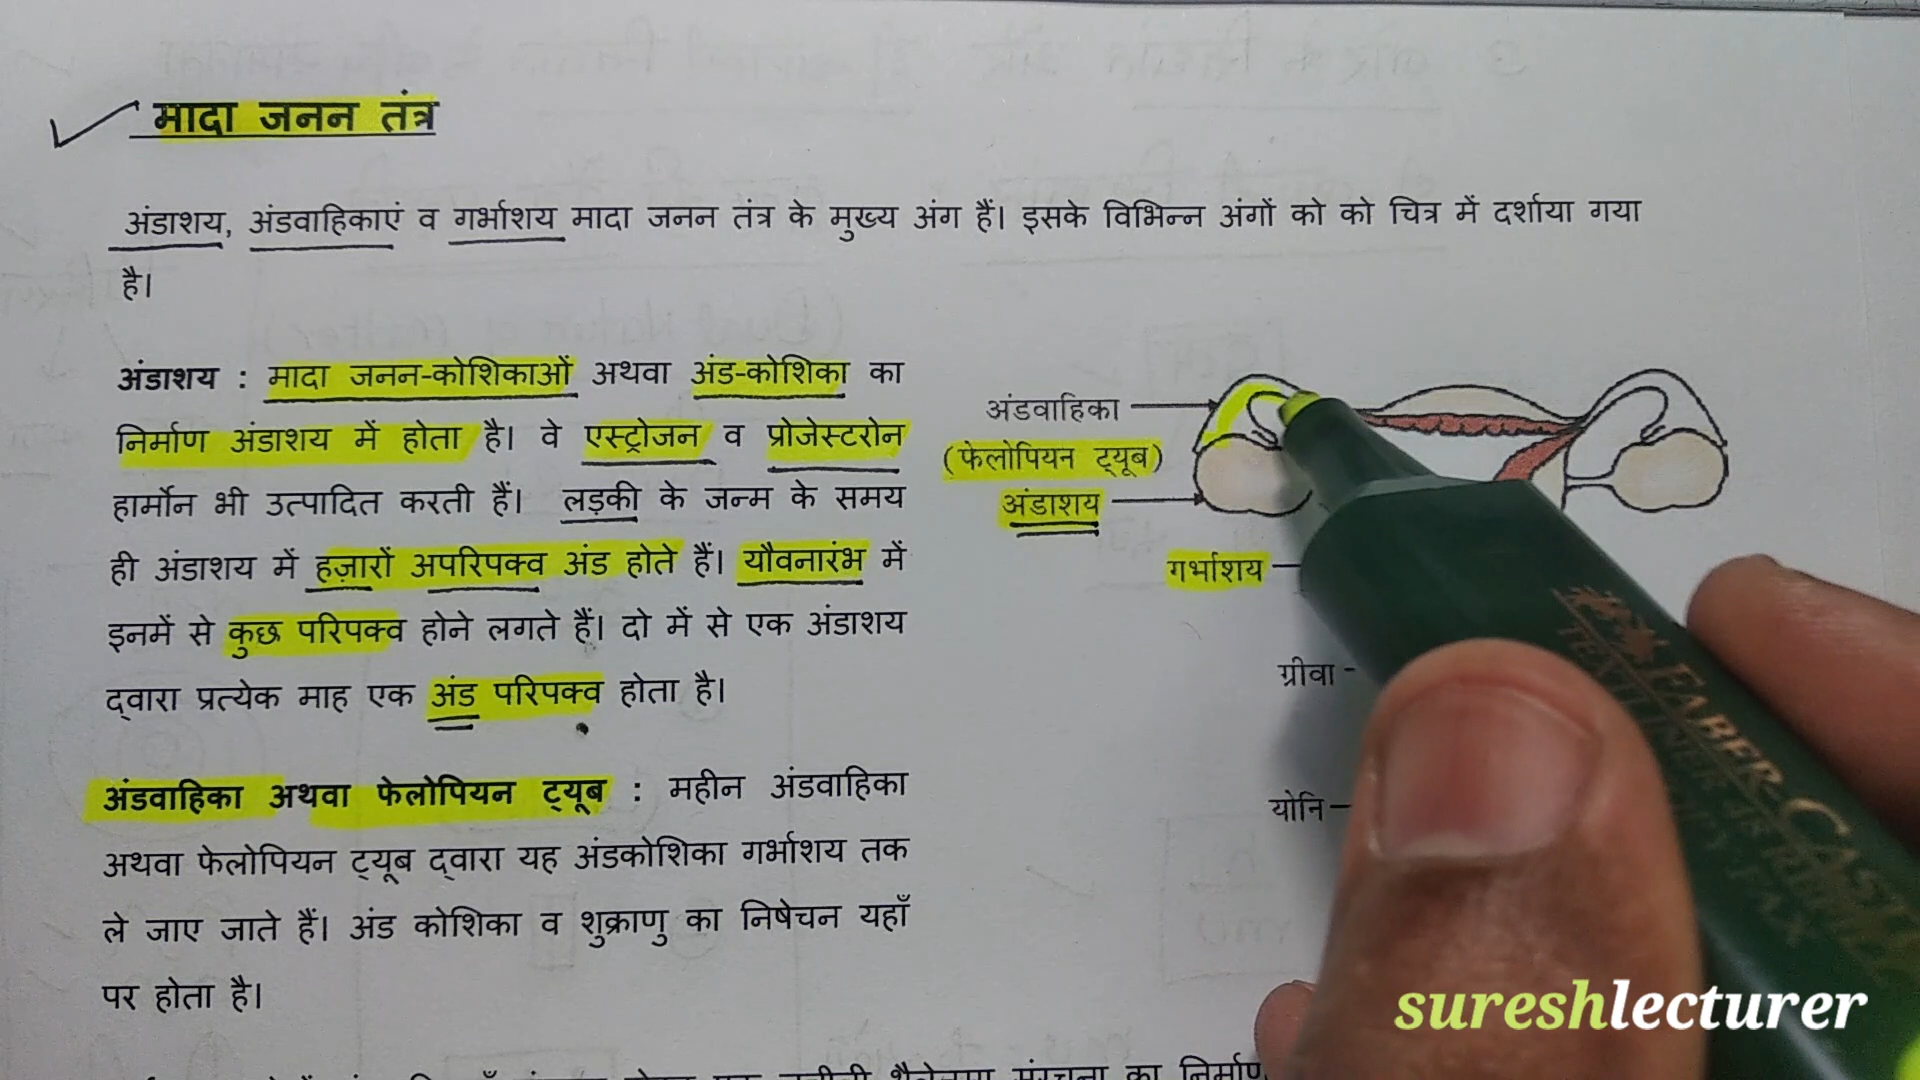 मादा जनन तंत्र
अंडाशय, अंडवाहिकाएं व गर्भाशय मादा जनन तंत्र के मुख्य अंग हैं। इसके विभिन्न अंगों को को चित्र में दर्शाया गया
है।
अंडाशय : मादा जनन-कोशिकाओं अथवा अंड-कोशिका का
निर्माण अंडाशय में होता है। वे एस्ट्रोजन व प्रोजेस्टरोन
हार्मोन भी उत्पादित करती हैं। लड़की के जन्म के समय
ही अंडाशय में हज़ारों अपरिपक्व अंड होते हैं। यौवनारंभ में
इनमें से कुछ परिपक्व होने लगते हैं। दो में से एक अंडाशय
द्वारा प्रत्येक माह एक अंड परिपक्व होता है।
अंडवाहिका अथवा फेलोपियन ट्यूब : महीन अंडवाहिका
अथवा फेलोपियन ट्यूब द्वारा यह अंडकोशिका गर्भाशय तक
ले जाए जाते हैं। अंड कोशिका व शुक्राणु का निषेचन यहाँ
पर होता है।
अंडवाहिका
(फेलोपियन ट्यूब)
अंडाशय
गर्भाशय
ग्रीवा
योनि
FABER-CASTELL
TEXTLINER
sureshlecturer